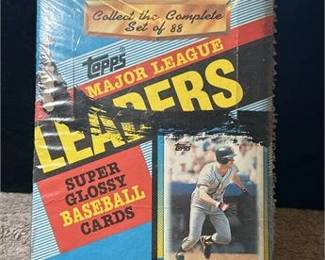 Collect the Complete
Set of 88
topps
MAJOR LEAGUE
LEADERS
SUPER
GLOSSY
BASEBALL
CARDS
topps